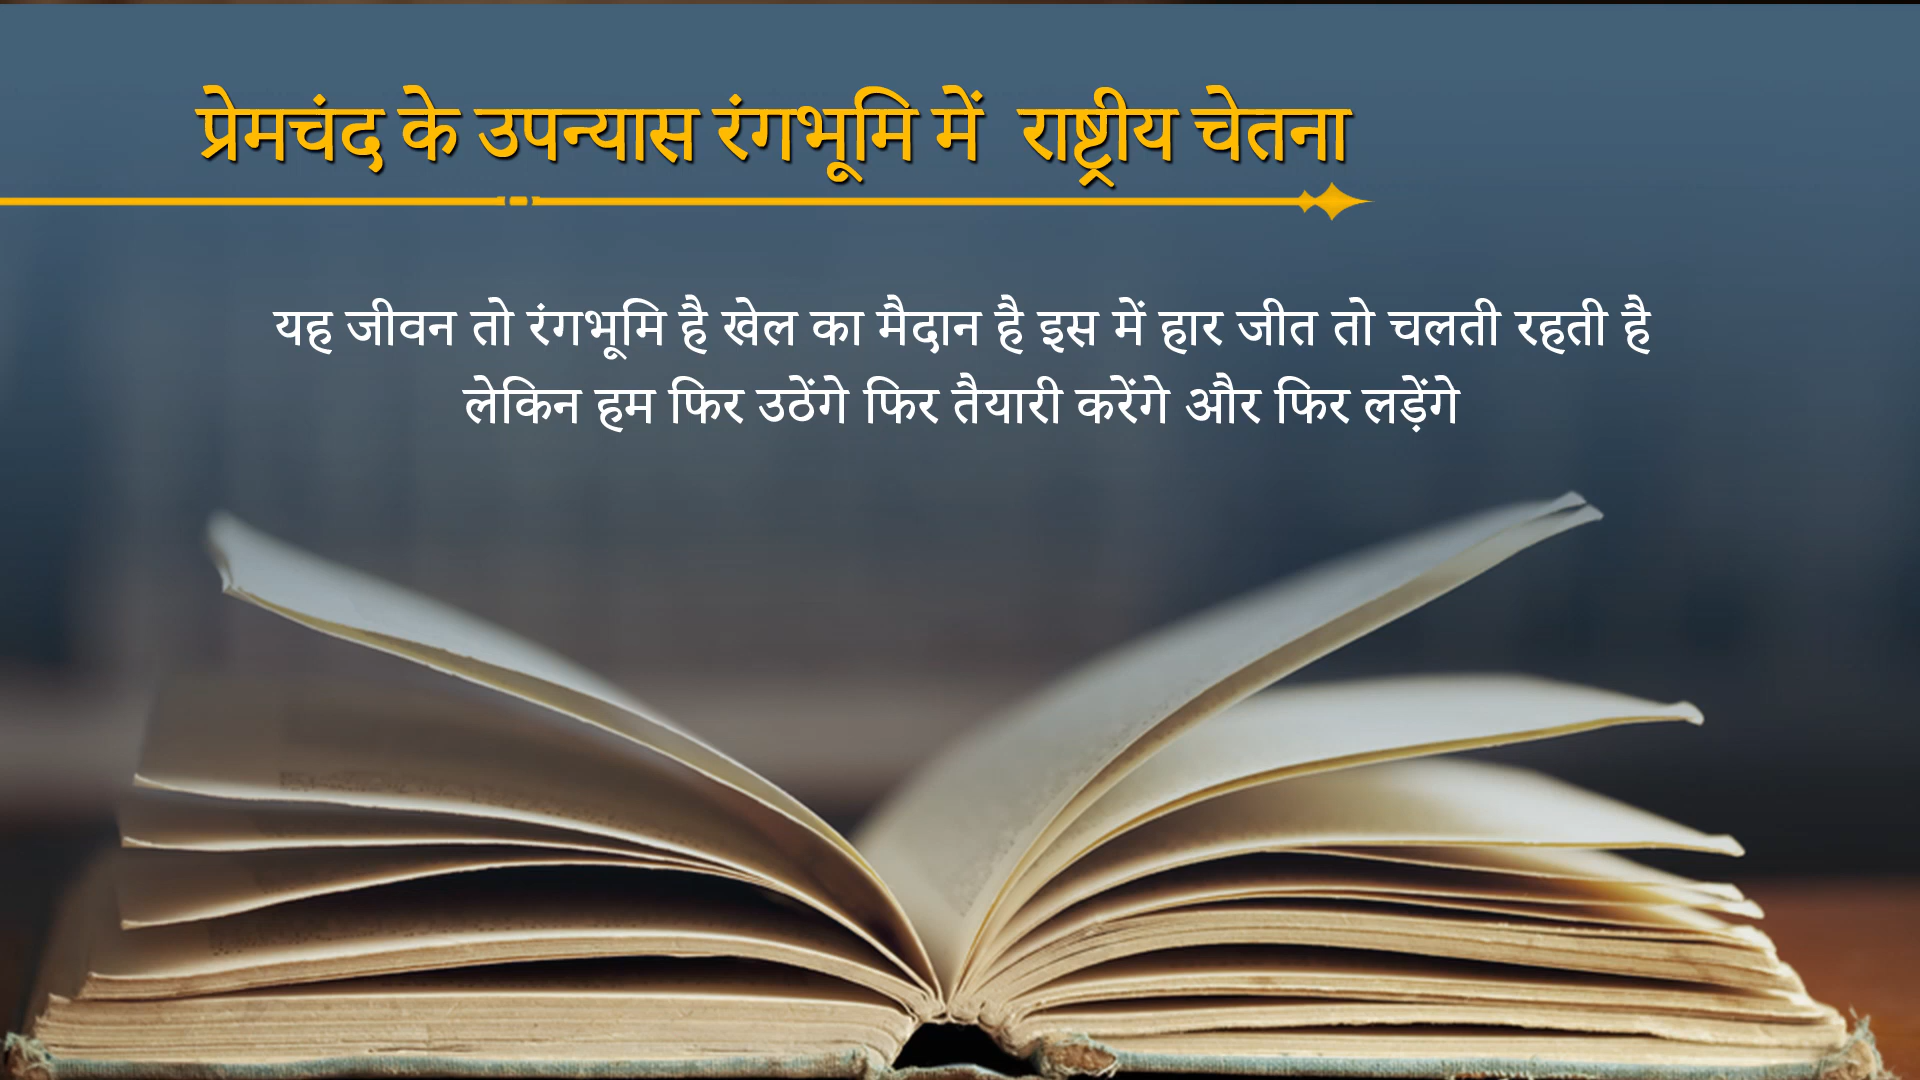 प्रेमचंद के उपन्यास रंगभूमि में  राष्ट्रीय चेतना
यह जीवन तो रंगभूमि है खेल का मैदान है इस में हार जीत तो चलती रहती है
लेकिन हम फिर उठेंगे फिर तैयारी करेंगे और फिर लड़ेंगे